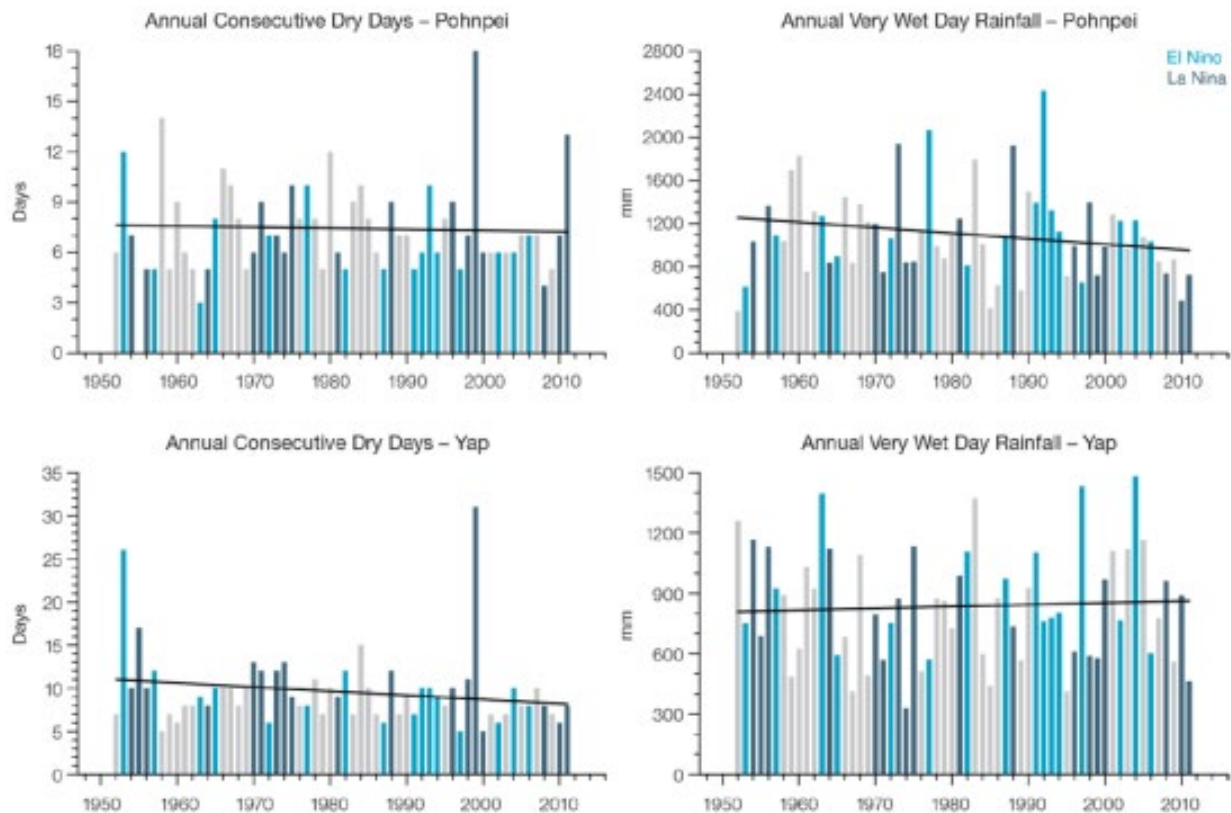 Annual Consecutive Dry Days – Pohnpei
18
15
12
9
6
3
0
Days
1950 1960 1970 1980 1990 2000 2010
Annual Very Wet Day Rainfall – Pohnpei
2800
2400
2000
1600
1200
800
400
0
mm
El Nino
La Nina
1950 1960 1970 1980 1990 2000 2010
Annual Consecutive Dry Days – Yap
35
30
25
20
15
10
5
0
Days
1950 1960 1970 1980 1990 2000 2010
Annual Very Wet Day Rainfall – Yap
1500
1200
900
600
300
0
mm
1950 1960 1970 1980 1990 2000 2010